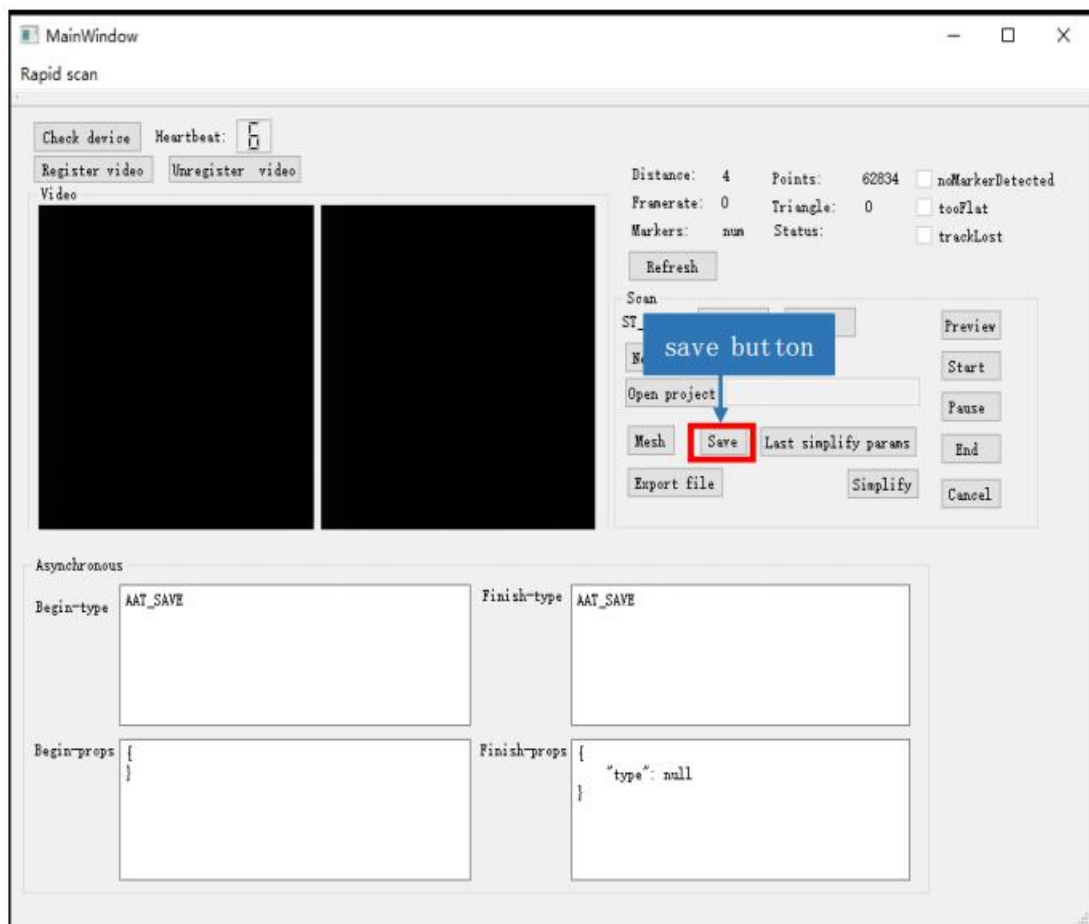 MainWindow
Rapid scan
Check device Heartbeat: 6
Register video Unregister video
Video
Distance: 4 Points: 62834 noMarkerDetected
Framerate: 0 Triangle: 0 tooFlat
Markers: num Status: trackLost
Refresh
Scan
ST_
save button
Preview
Start
Open project
Pause
Mesh Save Last simplify params End
Export file Simplify Cancel
Asynchronous
Begin-type AAT_SAVE Finish-type AAT_SAVE
Begin-props { Finish-props {
} "type": null
}